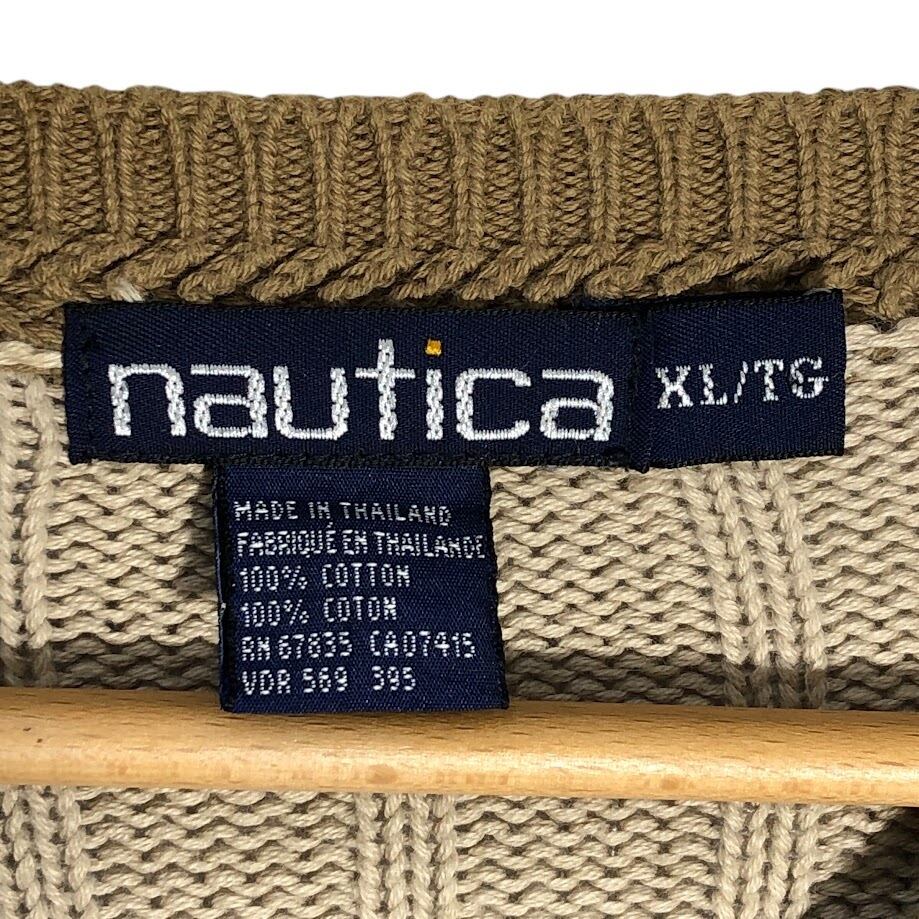 nautica
XL/TG
MADE IN THAILAND
FABRIQUÉ EN THAILANDE
100% COTTON
100% COTON
RN 67835 CA07415
VDR 569 395